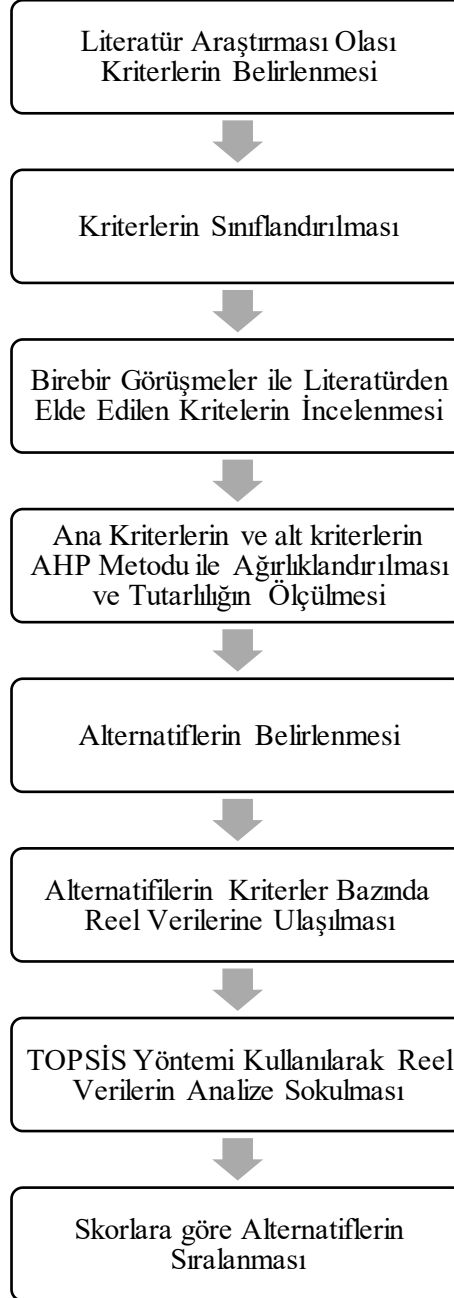 Literatür Araştırması Olası
Kriterlerin Belirlenmesi
Kriterlerin Sınıflandırılması
Birebir Görüşmeler ile Literatürden
Elde Edilen Kritelerin İncelenmesi
Ana Kriterlerin ve alt kriterlerin
AHP Metodu ile Ağırlıklandırılması
ve Tutarlılığın Ölçülmesi
Alternatiflerin Belirlenmesi
Alternatifilerin Kriterler Bazında
Reel Verilerine Ulaşılması
TOPSİS Yöntemi Kullanılarak Reel
Verilerin Analize Sokulması
Skorlara göre Alternatiflerin
Sıralanması